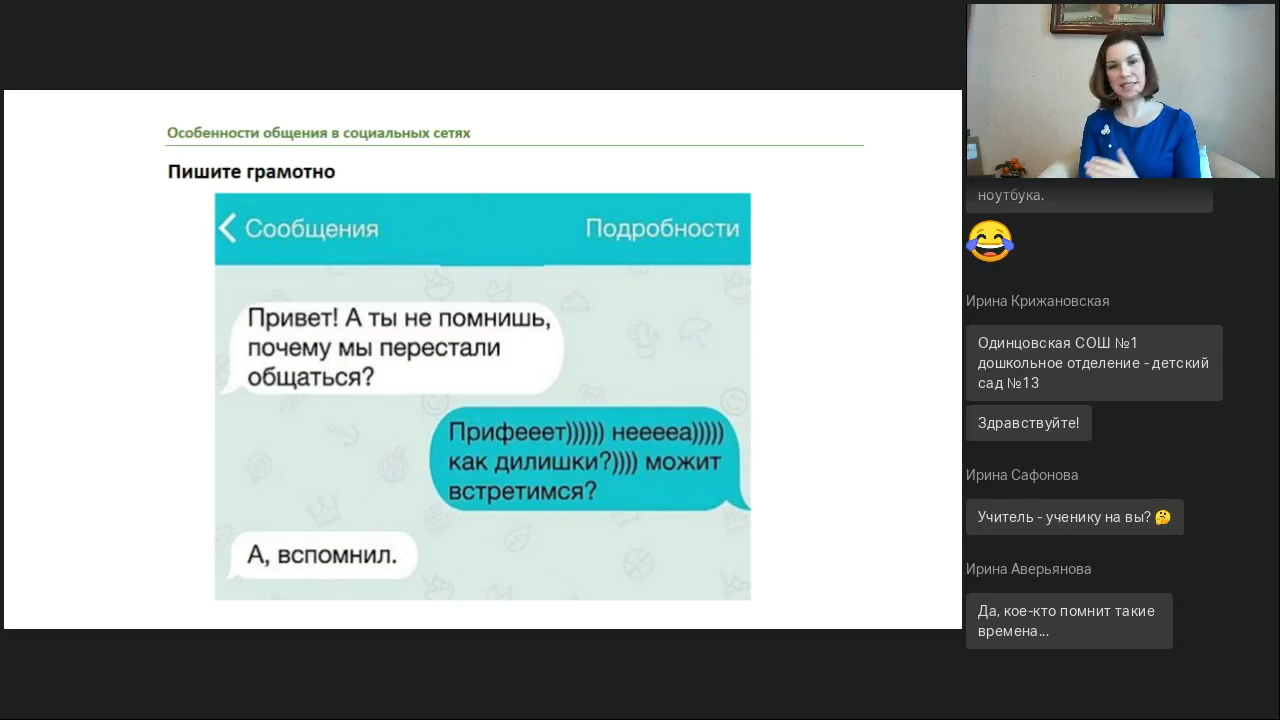 Особенности общения в социальных сетях
Пишите грамотно
Сообщения
Подробности
Привет! А ты не помнишь,
почему мы перестали
общаться?
Прифееет)))))) неееea)))))
как дилишки?)))) можит
встретимся?
А, вспомнил.
ноутбука.
Ирина Крижановская
Одинцовская СОШ №1
дошкольное отделение - детский
сад №13
Здравствуйте!
Ирина Сафонова
Учитель - ученику на вы? 🤔
Ирина Аверьянова
Да, кое-кто помнит такие
времена...